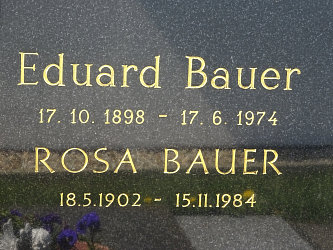 Eduard Bauer
17. 10. 1898 - 17. 6. 1974
ROSA BAUER
18.5.1902 - 15.11.1984